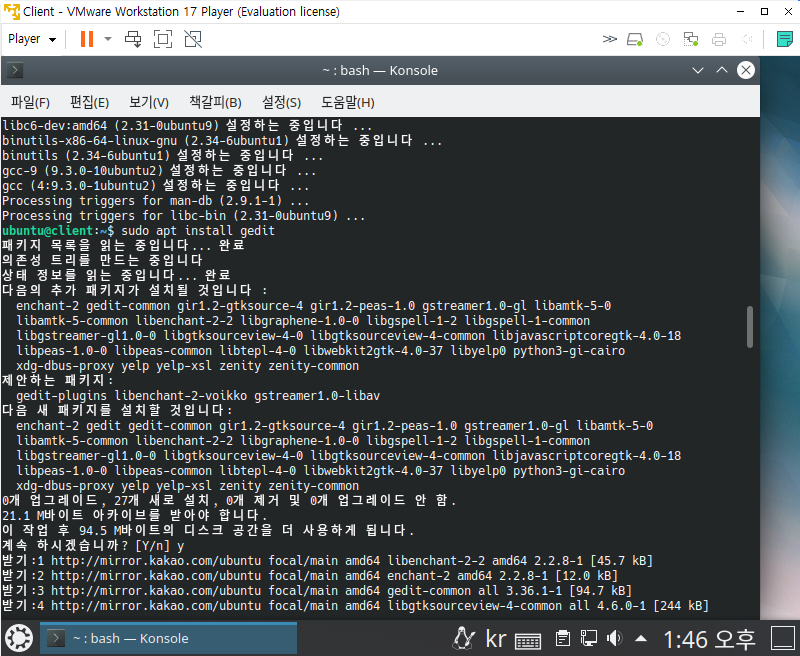 Client - VMware Workstation 17 Player (Evaluation license)
Player
~ : bash — Konsole
파일(F) 편집(E) 보기(V) 책갈피(B) 설정(S) 도움말(H)
libc6-dev:amd64 (2.31-0ubuntu9) 설정하는 중입니다 ...
binutils-x86-64-linux-gnu (2.34-6ubuntu1) 설정하는 중입니다 ...
binutils (2.34-6ubuntu1) 설정하는 중입니다 ...
gcc-9 (9.3.0-10ubuntu2) 설정하는 중입니다 ...
gcc (4:9.3.0-1ubuntu2) 설정하는 중입니다 ...
Processing triggers for man-db (2.9.1-1) ...
Processing triggers for libc-bin (2.31-0ubuntu9) ...
ubuntu@client:~$ sudo apt install gedit
패키지 목록을 읽는 중입니다... 완료
의존성 트리를 만드는 중입니다
상태 정보를 읽는 중입니다... 완료
다음의 추가 패키지가 설치될 것입니다 :
enchant-2 gedit-common gir1.2-gtksource-4 gir1.2-peas-1.0 gstreamer1.0-gl libamtk-5-0
libamtk-5-common libenchant-2-2 libgraphene-1.0-0 libgspell-1-2 libgspell-1-common
libgstreamer-gl1.0-0 libgtksourceview-4-0 libgtksourceview-4-common libjavascriptcoregtk-4.0-18
libpeas-1.0-0 libpeas-common libtepl-4-0 libwebkit2gtk-4.0-37 libyelp0 python3-gi-cairo
xdg-dbus-proxy yelp yelp-xsl zenity zenity-common
제안하는 패키지:
gedit-plugins libenchant-2-voikko gstreamer1.0-libav
다음 새 패키지를 설치할 것입니다:
enchant-2 gedit gedit-common gir1.2-gtksource-4 gir1.2-peas-1.0 gstreamer1.0-gl libamtk-5-0
libamtk-5-common libenchant-2-2 libgraphene-1.0-0 libgspell-1-2 libgspell-1-common
libgstreamer-gl1.0-0 libgtksourceview-4-0 libgtksourceview-4-common libjavascriptcoregtk-4.0-18
libpeas-1.0-0 libpeas-common libtepl-4-0 libwebkit2gtk-4.0-37 libyelp0 python3-gi-cairo
xdg-dbus-proxy yelp yelp-xsl zenity zenity-common
0개 업그레이드, 27개 새로 설치, 0개 제거 및 0개 업그레이드 안 함.
21.1 M바이트 아카이브를 받아야 합니다.
이 작업 후 94.5 M바이트의 디스크 공간을 더 사용하게 됩니다.
계속 하시겠습니까? [Y/n] y
받기:1 http://mirror.kakao.com/ubuntu focal/main amd64 libenchant-2-2 amd64 2.2.8-1 [45.7 kB]
받기:2 http://mirror.kakao.com/ubuntu focal/main amd64 enchant-2 amd64 2.2.8-1 [12.0 kB]
받기:3 http://mirror.kakao.com/ubuntu focal/main amd64 gedit-common all 3.36.1-1 [94.7 kB]
받기:4 http://mirror.kakao.com/ubuntu focal/main amd64 libgtksourceview-4-common all 4.6.0-1 [244 kB]
~ : bash — Konsole
kr
1:46 오후